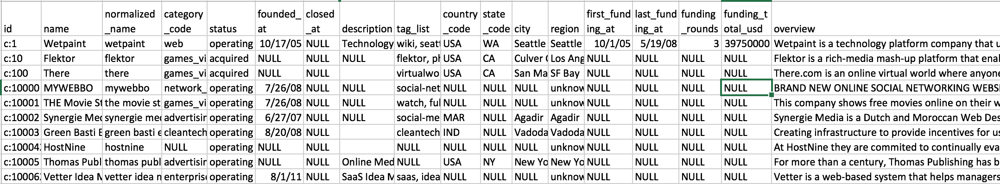 id name normalized_name category_code status founded_at closed_at description tag_list country_code state_code city region first_funding_at last_funding_at funding_rounds funding_total_usd overview
c:1 Wetpaint wetpaint web operating 10/17/05 NULL Technology wiki, seatt USA WA Seattle Seattle 10/1/05 5/19/08 3 39750000 Wetpaint is a technology platform company that u
c:10 Flektor flektor games_vi acquired NULL NULL NULL flektor, ph USA CA Culver Los Ang NULL NULL NULL NULL Flektor is a rich-media mash-up platform that enal
c:100 There there games_vi acquired NULL NULL virtualwo USA CA San Ma SF Bay NULL NULL NULL NULL There.com is an online virtual world where anyone
c:10000 MYWEBBO mywebbo network_ operating 7/26/08 NULL NULL social-net NULL NULL NULL unknow NULL NULL NULL NULL BRAND NEW ONLINE SOCIAL NETWORKING WEBS
c:10001 THE Movie St the movie st games_vi operating 7/26/08 NULL NULL watch, ful NULL NULL NULL unknow NULL NULL NULL NULL This company shows free movies online on their w
c:10002 Synergie Med synergie med advertisin operating 6/27/07 NULL NULL social-me MAR NULL Agadir Agadir NULL NULL NULL NULL Synergie Media is a Dutch and Moroccan Web Des
c:10003 Green Basti E green basti e cleantech operating 8/20/08 NULL cleantech IND NULL Vadoda Vadoda NULL NULL NULL NULL Creating infrastructure to provide incentives for us
c:10004 HostNine hostnine NULL operating NULL NULL NULL NULL NULL NULL unknow NULL NULL NULL NULL At HostNine they are commited to continually eva
c:10005 Thomas Publ thomas publ advertisin operating NULL NULL Online Med NULL USA NY New Yo New Yo NULL NULL NULL NULL For more than a century, Thomas Publishing has b
c:10006 Vetter Idea M vetter idea n enterprise operating 8/1/11 NULL SaaS Idea M saas, idea NULL NULL NULL unknow NULL NULL NULL NULL Vetter is a web-based system that helps managers